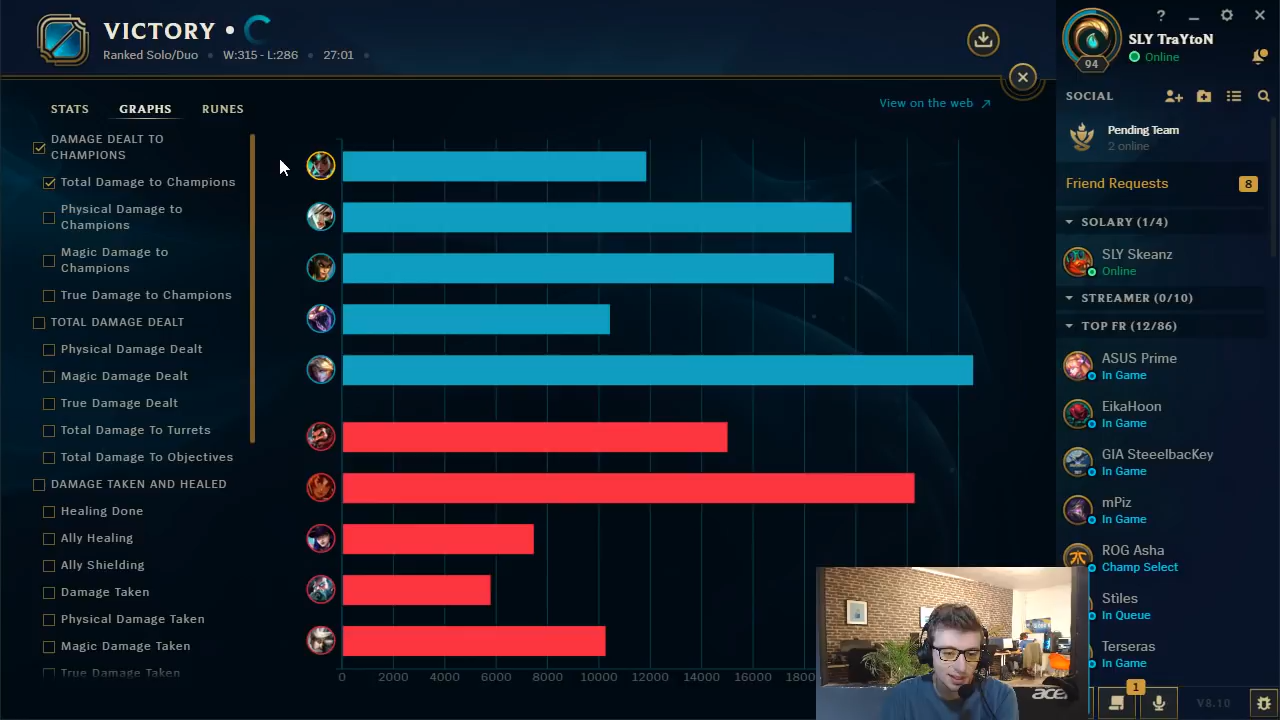 VICTORY •
Ranked Solo/Duo • W:315 - L:286 • 27:01 •
STATS GRAPHS RUNES
View on the web
DAMAGE DEALT TO
CHAMPIONS
Total Damage to Champions
Physical Damage to
Champions
Magic Damage to
Champions
True Damage to Champions
TOTAL DAMAGE DEALT
Physical Damage Dealt
Magic Damage Dealt
True Damage Dealt
Total Damage To Turrets
Total Damage To Objectives
DAMAGE TAKEN AND HEALED
Healing Done
Ally Healing
Ally Shielding
Damage Taken
Physical Damage Taken
Magic Damage Taken
True Damage Taken
0 2000 4000 6000 8000 10000 12000 14000 16000
acer
?
SLY TraYtoN
94
Online
SOCIAL
Pending Team
2 online
Friend Requests 8
SOLARY (1/4)
SLY Skeanz
Online
STREAMER (0/10)
TOP FR (12/86)
ASUS Prime
In Game
EikaHoon
In Game
GIA SteeelbacKey
In Game
mPiz
In Game
ROG Asha
Champ Select
Stiles
In Queue
Terseras
In Game
1
V8.10